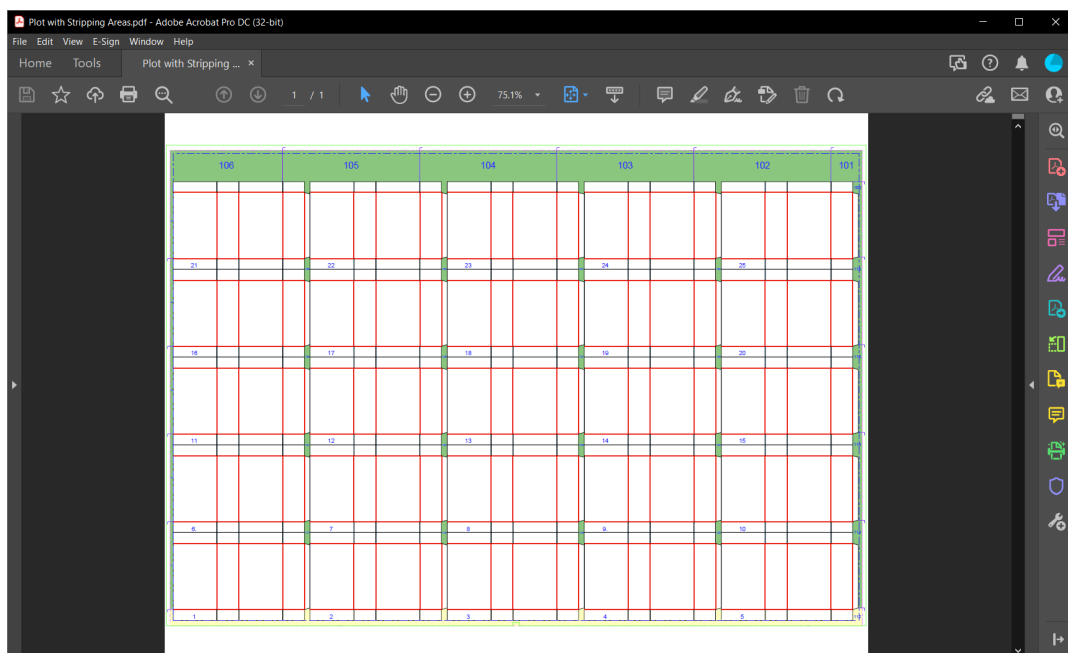 Plot with Stripping Areas.pdf - Adobe Acrobat Pro DC (32-bit)
File Edit View E-Sign Window Help
Home Tools Plot with Stripping ... ×
1 / 1 75.1%
106 105 104 103 102 101
21 22 23 24 25
16 17 18 19 20
11 12 13 14 15
6. 7 8 9. 10
1 2 3 4 5